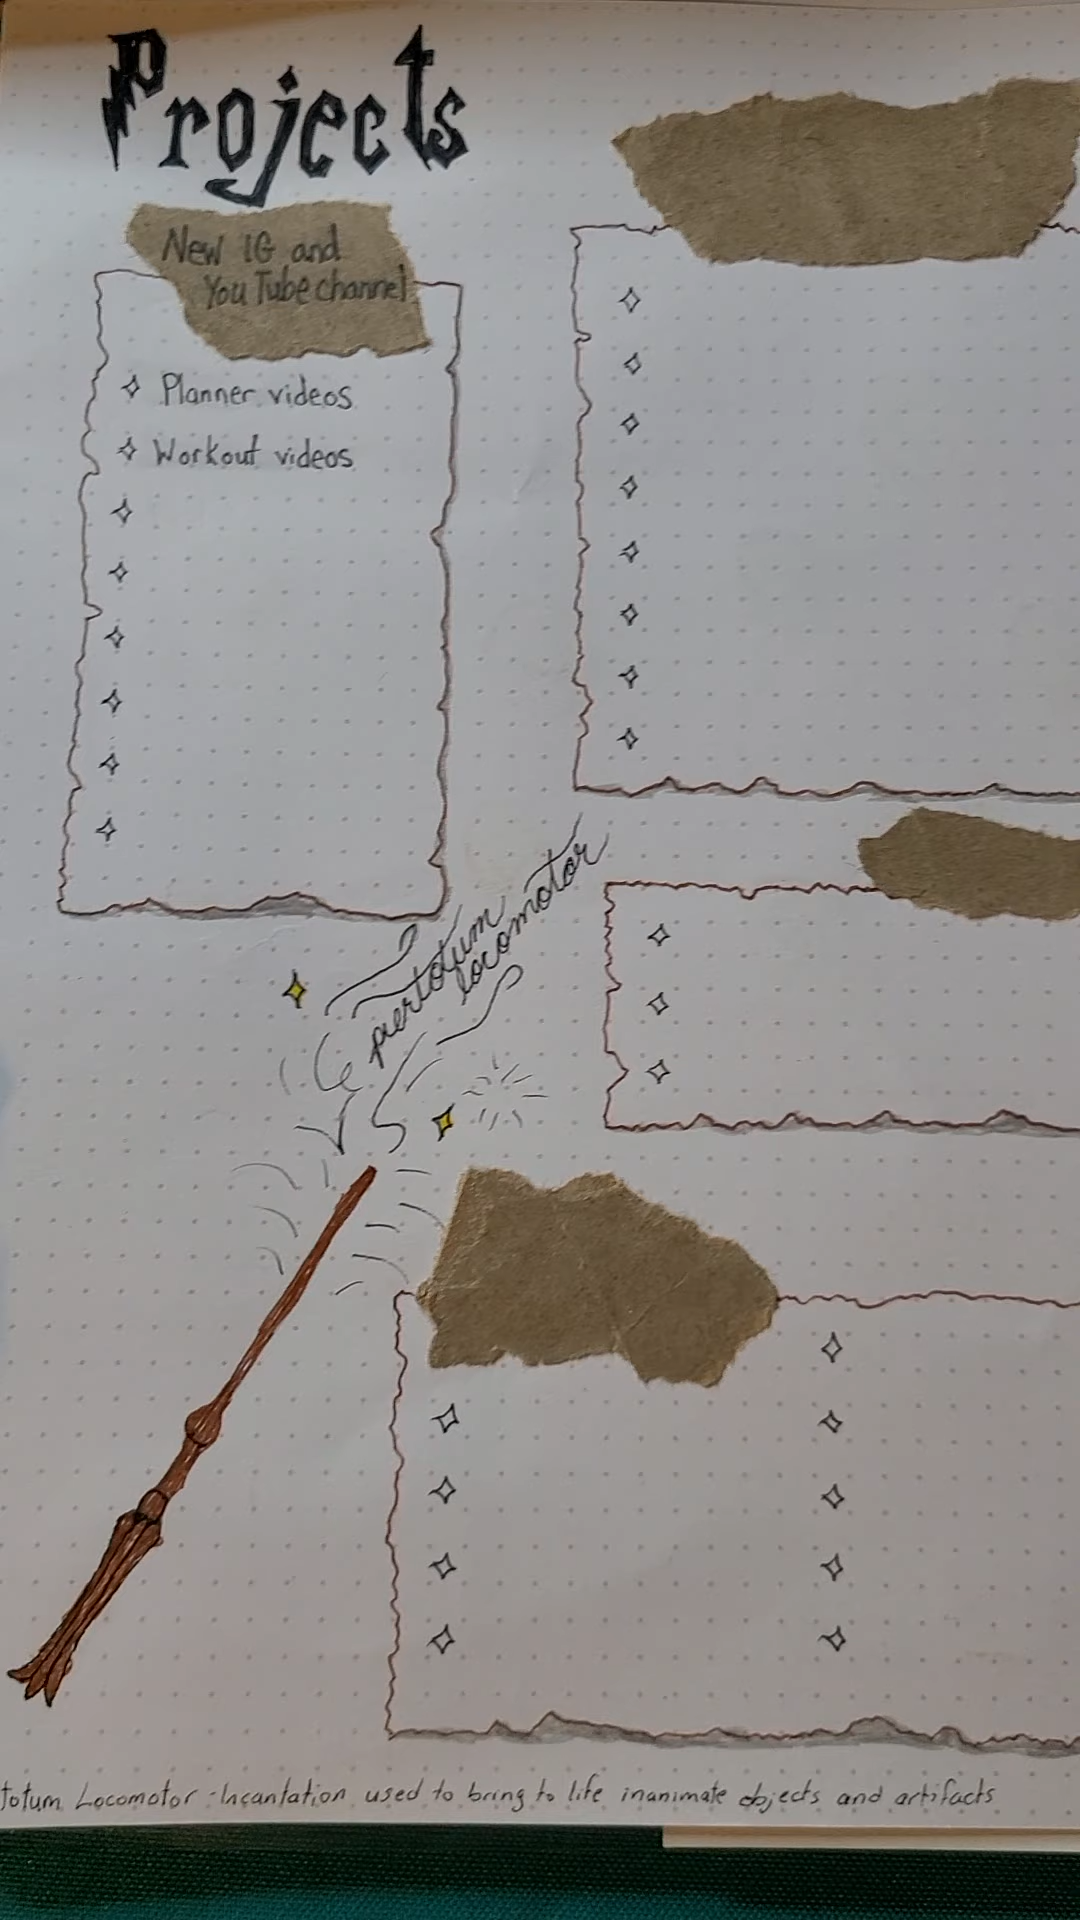 Projects
New IG and
YouTube channel
Planner videos
Workout videos
piertotum
locomotor
totum Locomotor :Incantation used to bring to life inanimate objects and artifacts